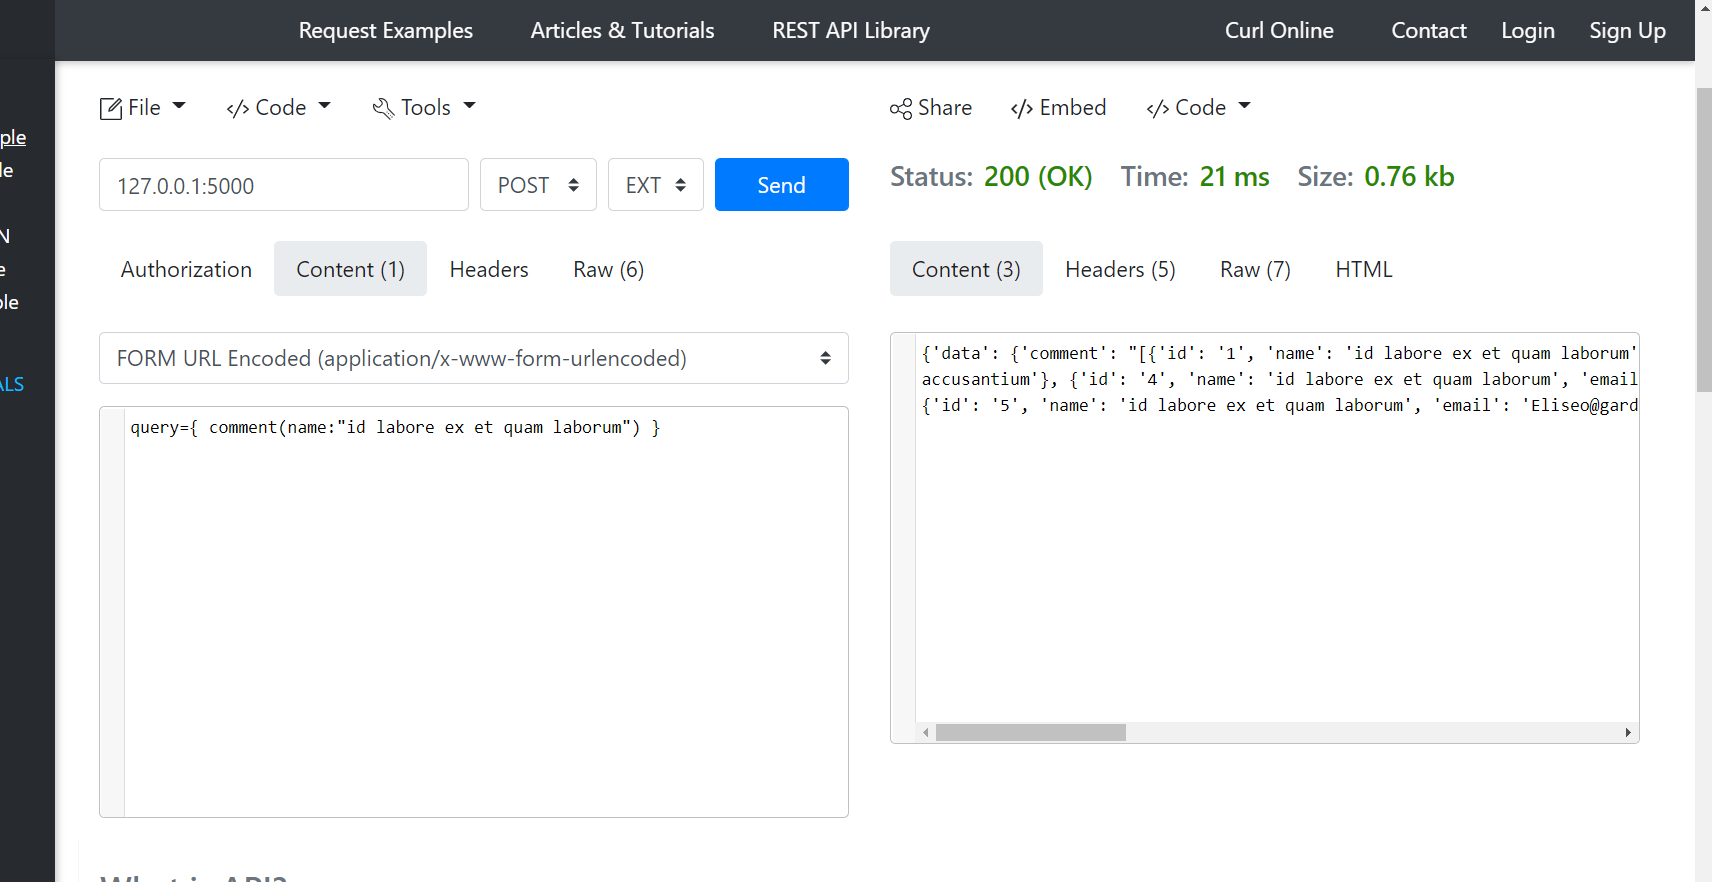 Request Examples Articles & Tutorials REST API Library Curl Online Contact Login Sign Up
ple
le
N
e
ole
ALS
File Code Tools
127.0.0.1:5000 POST EXT Send
Authorization Content (1) Headers Raw (6)
FORM URL Encoded (application/x-www-form-urlencoded)
query={ comment(name:"id labore ex et quam laborum") }
Share Embed Code
Status: 200 (OK) Time: 21 ms Size: 0.76 kb
Content (3) Headers (5) Raw (7) HTML
{'data': {'comment': "[{'id': '1', 'name': 'id labore ex et quam laborum'
accusantium'}, {'id': '4', 'name': 'id labore ex et quam laborum', 'email
{'id': '5', 'name': 'id labore ex et quam laborum', 'email': 'Eliseo@gard